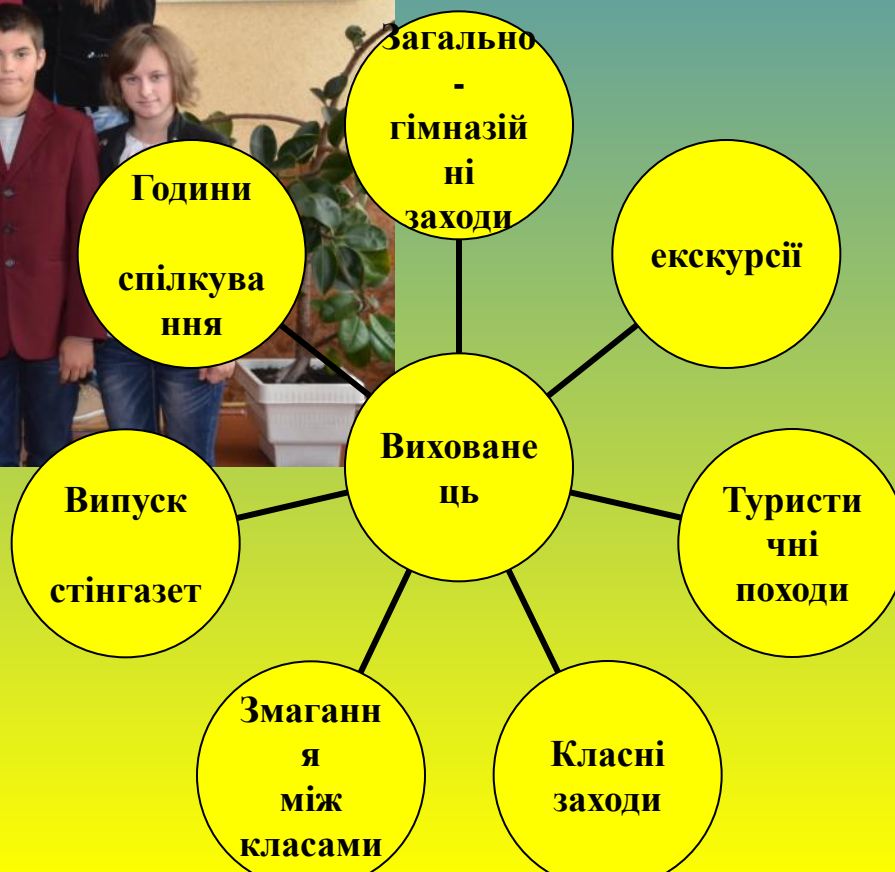 Загально
-
гімназій
ні
заходи
Години
спілкува
ння
екскурсії
Виховане
ць
Випуск
стінгазет
Туристи
чні
походи
Змаганн
я
між
класами
Класні
заходи